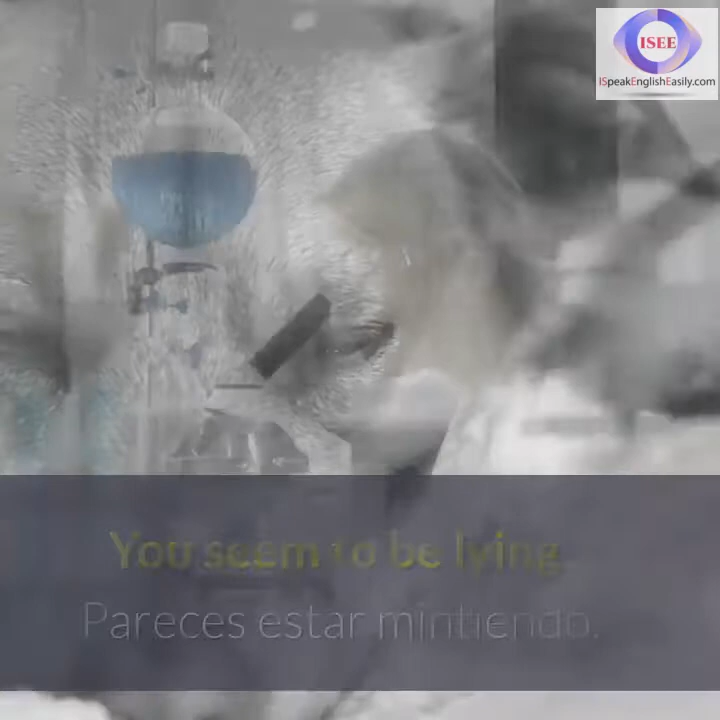 ISEE
ISpeakEnglishEasily.com
You seem to be lying.
Pareces estar mintiendo.